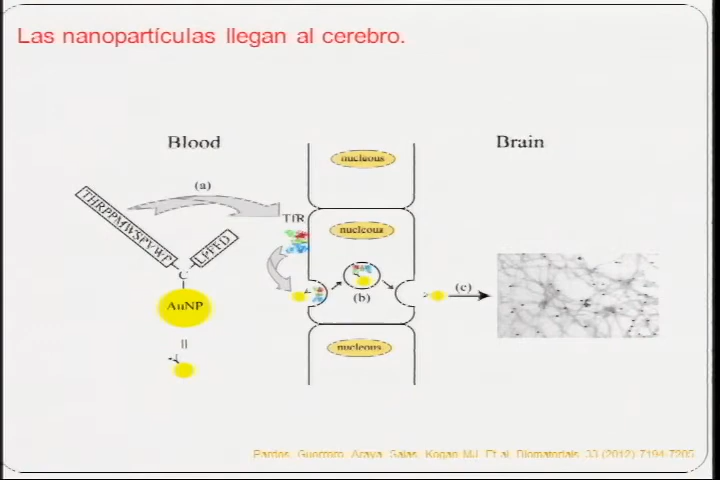 Las nanopartículas llegan al cerebro.
Blood
Brain
nucleous
(a)
THRPPMWSPVWP
TfR
nucleous
LPFFD
C
(b)
(c)
AuNP
nucleous
Pardos, Guerrero, Araya, Salas, Kogan MJ. Et al. Biomaterials. 33 (2012) 7194-7205